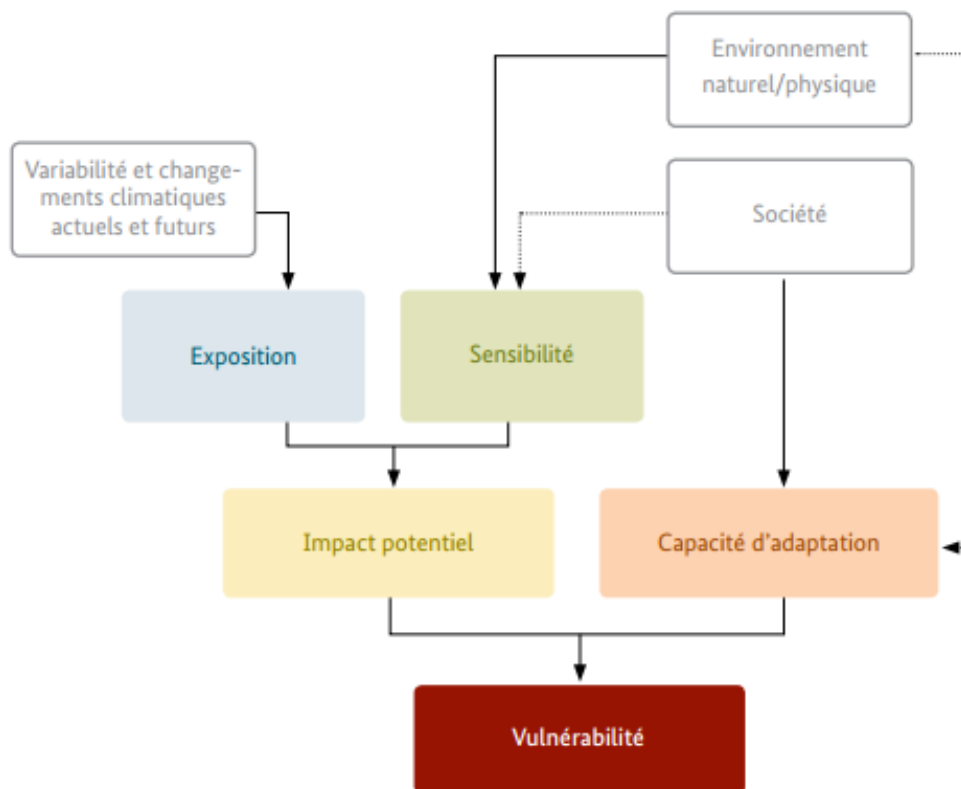 Environnement
naturel/physique
Variabilité et change-
ments climatiques
actuels et futurs
Société
Exposition
Sensibilité
Impact potentiel
Capacité d'adaptation
Vulnérabilité